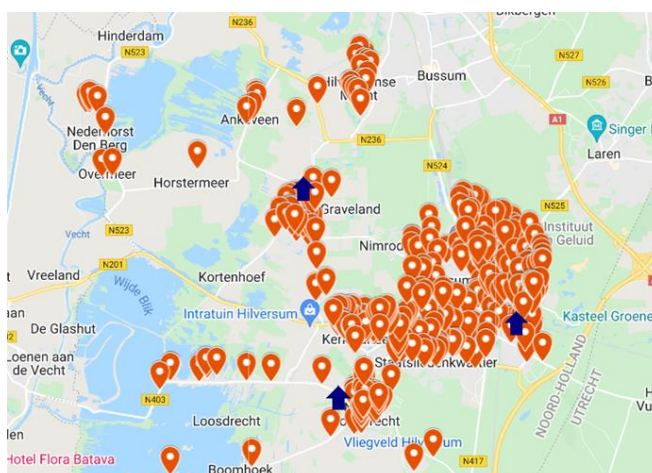 Hinderdam
N236
N523
Bikbergen
N527
Bussum
N526
Vecht
Nederhorst
Den Berg
Ankeveen
N236
A1
Singer
Laren
Overmeer
Horstermeer
N524
N525
Graveland
N523
Vecht
Nimrod
Instituut
Geluid
N201
Vreeland
Kortenhoef
Wijde Blik
Intratuin Hilversum
De Glashut
Kasteel Groene
Loenen aan
de Vecht
N403
NOORD-HOLLAND
UTRECHT
Loosdrecht
Vliegveld Hilversum
Hotel Flora Batava
Boomhoek
N417